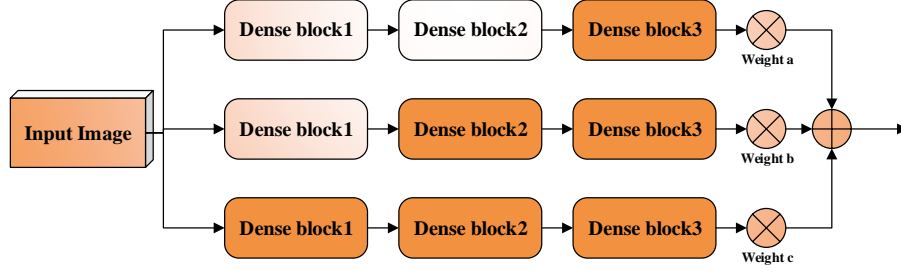 Dense block1
Dense block2
Dense block3
Weight a
Input Image
Dense block1
Dense block2
Dense block3
Weight b
Dense block1
Dense block2
Dense block3
Weight c